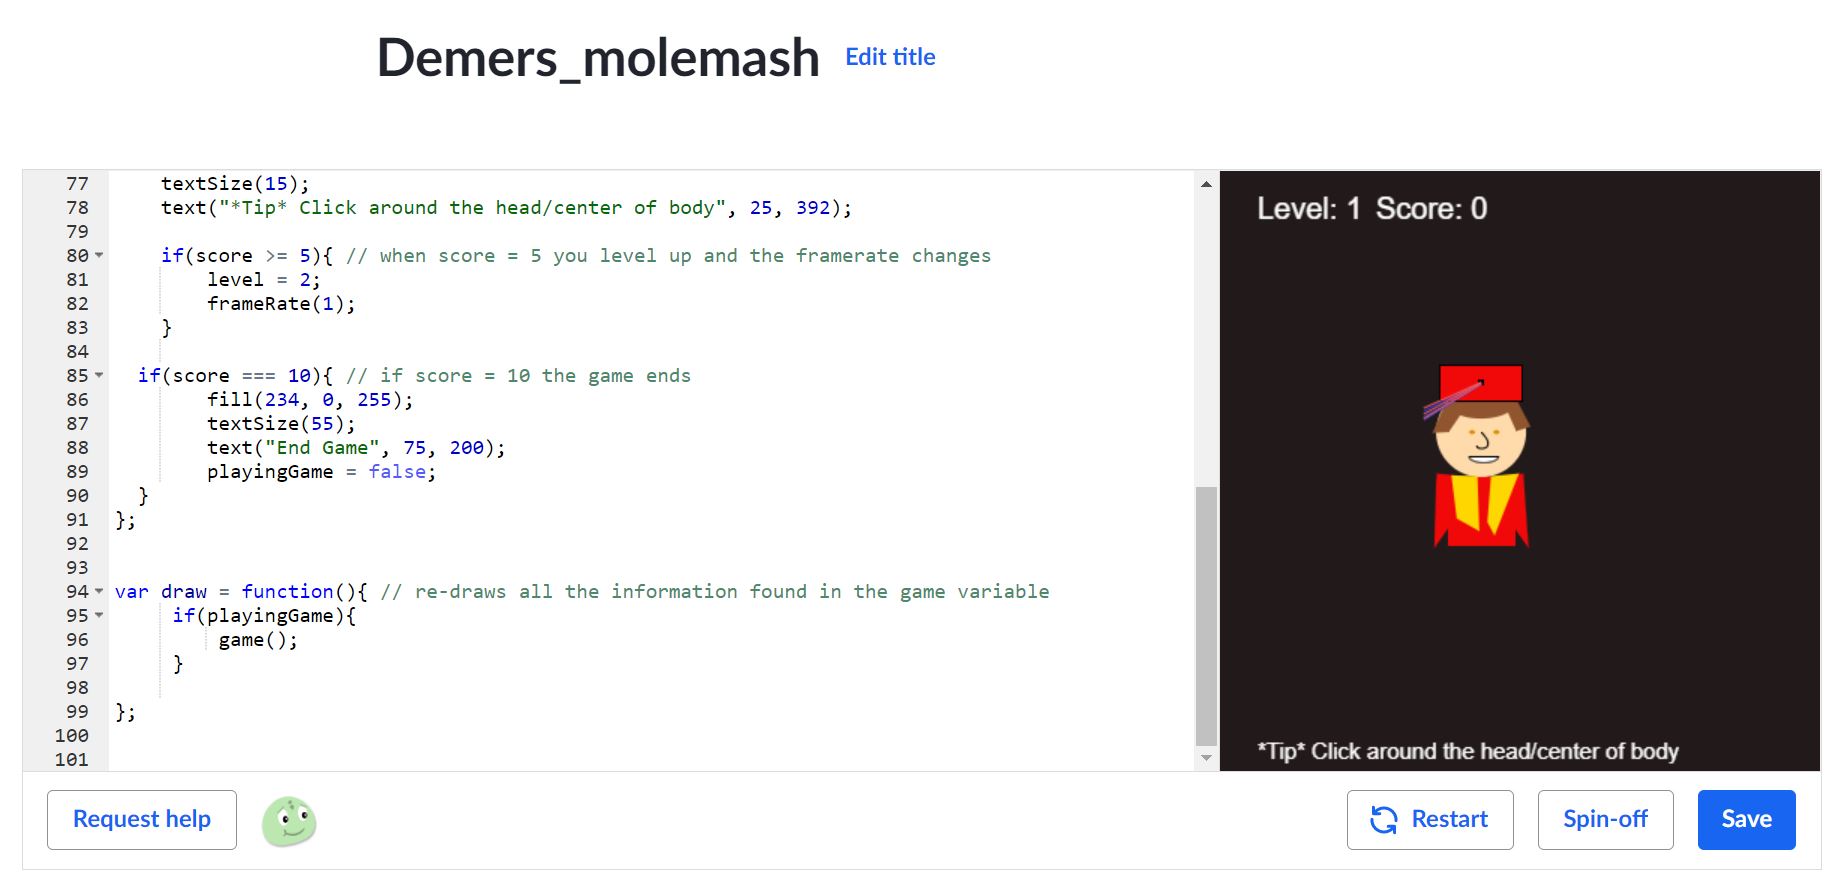 Demers_molemash Edit title
77 textSize(15);
78 text("*Tip* Click around the head/center of body", 25, 392);
79
80 if(score >= 5){ // when score = 5 you level up and the framerate changes
81 level = 2;
82 frameRate(1);
83 }
84
85 if(score === 10){ // if score = 10 the game ends
86 fill(234, 0, 255);
87 textSize(55);
88 text("End Game", 75, 200);
89 playingGame = false;
90 }
91 };
92
93
94 var draw = function(){ // re-draws all the information found in the game variable
95 if(playingGame){
96 game();
97 }
98
99 };
100
101
Level: 1 Score: 0
*Tip* Click around the head/center of body
Request help Restart Spin-off Save